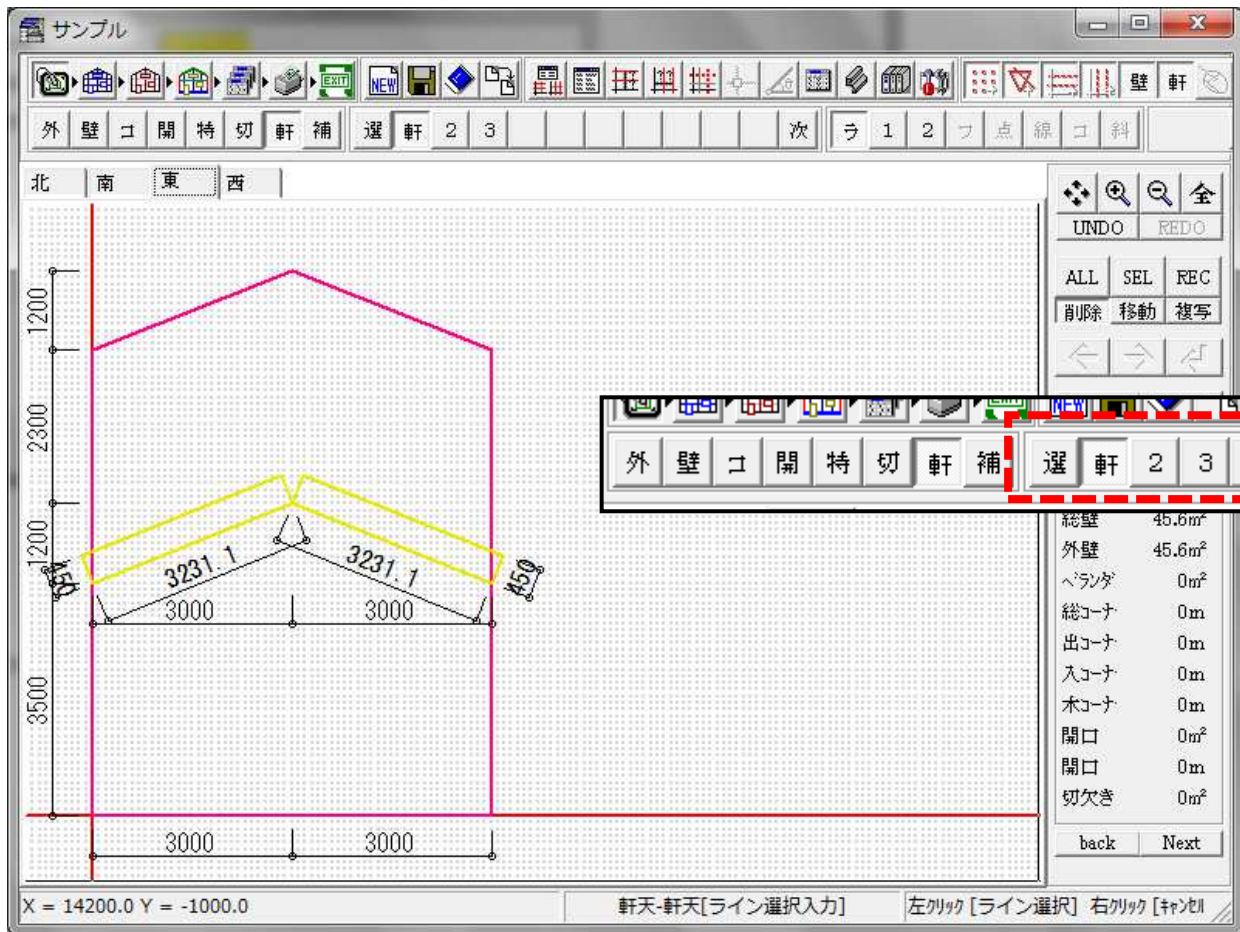 サンプル
EXIT NEW 壁 軒
外 壁 コ 開 特 切 軒 補 選 軒 2 3 次 ラ 1 2 フ 点 線 コ 斜
北 南 東 西
全
UNDO REDO
ALL SEL REC
削除 移動 複写
1200
2300
1200
3500
450
3231.1
3231.1
450
3000 3000
3000 3000
NEW
外 壁 コ 開 特 切 軒 補 選 軒 2 3
総壁 45.6m²
外壁 45.6m²
ベランダ 0m²
総コーナ 0m
出コーナ 0m
入コーナ 0m
木コーナ 0m
開口 0m²
開口 0m
切欠き 0m²
back Next
X = 14200.0 Y = -1000.0 軒天-軒天[ライン選択入力] 左クリック [ライン選択] 右クリック [キャンセル